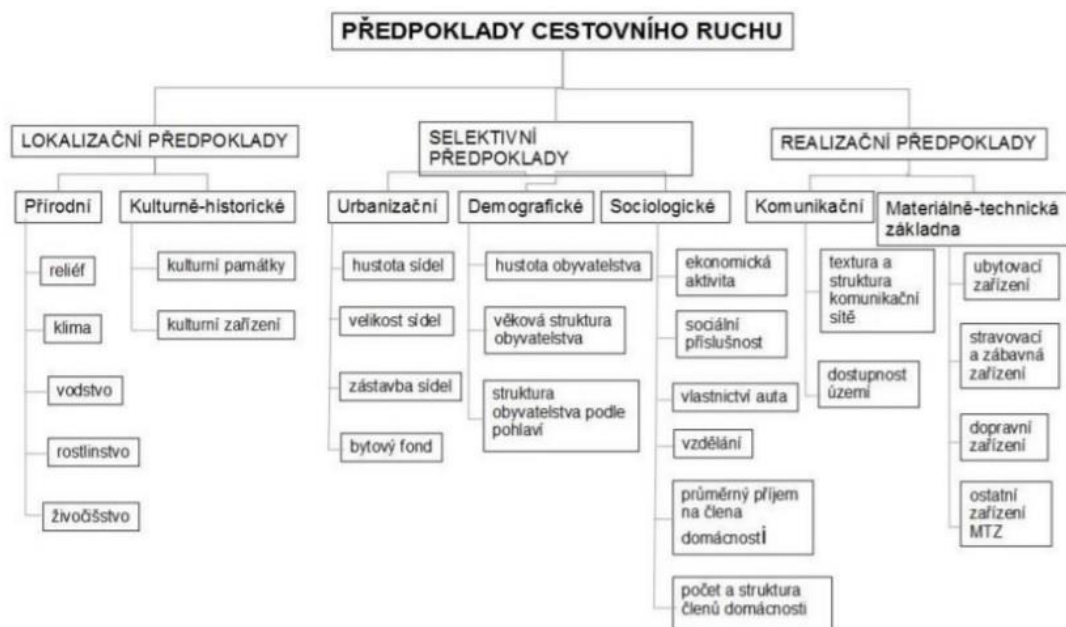 PŘEDPOKLADY CESTOVNÍHO RUCHU
LOKALIZAČNÍ PŘEDPOKLADY
Přírodní
reliéf
klima
vodstvo
rostlinstvo
živočišstvo
Kulturně-historické
kulturní památky
kulturní zařízení
SELEKTIVNÍ
PŘEDPOKLADY
Urbanizační
hustota sídel
velikost sídel
zástavba sídel
bytový fond
Demografické
hustota obyvatelstva
věková struktura
obyvatelstva
struktura
obyvatelstva podle
pohlaví
Sociologické
ekonomická
aktivita
sociální
příslušnost
vlastnictví auta
vzdělání
průměrný příjem
na člena
domácností
počet a struktura
členů domácnosti
REALIZAČNÍ PŘEDPOKLADY
Komunikační
textura a
struktura
komunikační
sítě
dostupnost
území
Materiálně-technická
základna
ubytovací
zařízení
stravovací
a zábavná
zařízení
dopravní
zařízení
ostatní
zařízení
MTZ